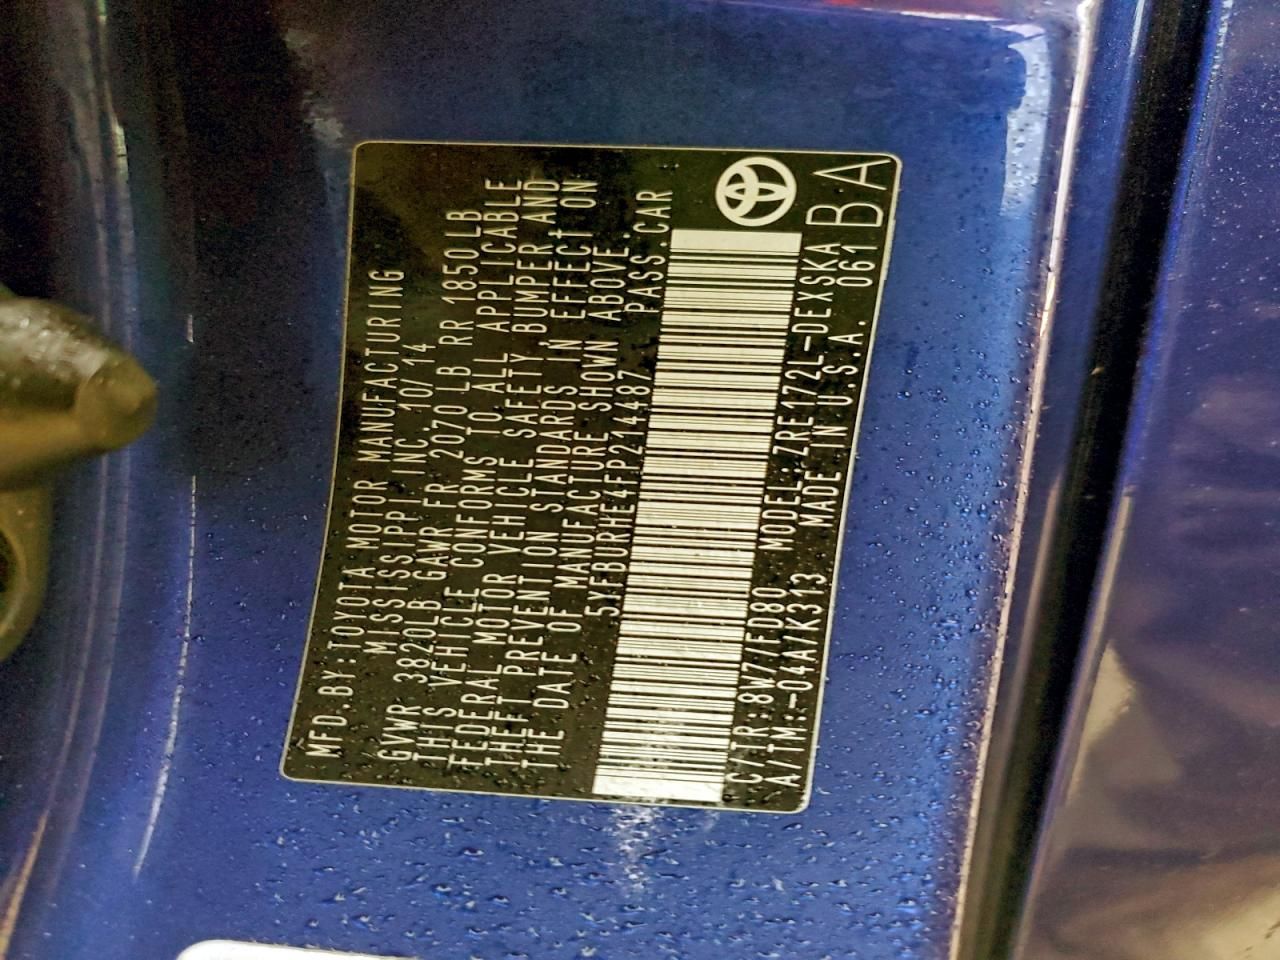 MFD.BY:TOYOTA MOTOR MANUFACTURING
MISSISSIPPI INC. 10/14
GVWR 3820LB GAWR FR 2070 LB RR 1850LB
THIS VEHICLE CONFORMS TO ALL APPLICABLE
FEDERAL MOTOR VEHICLE SAFETY,BUMPER,AND
THEFT PREVENTION STANDARDS IN EFFECT ON
THE DATE OF MANUFACTURE SHOWN ABOVE.
5YFBURHE4FP214487 PASS.CAR
C/TR:8W7/FD80 MODEL:ZRE172L-DEXSKA
A/TM:-04A/K313 MADE IN U.S.A. 061 BA